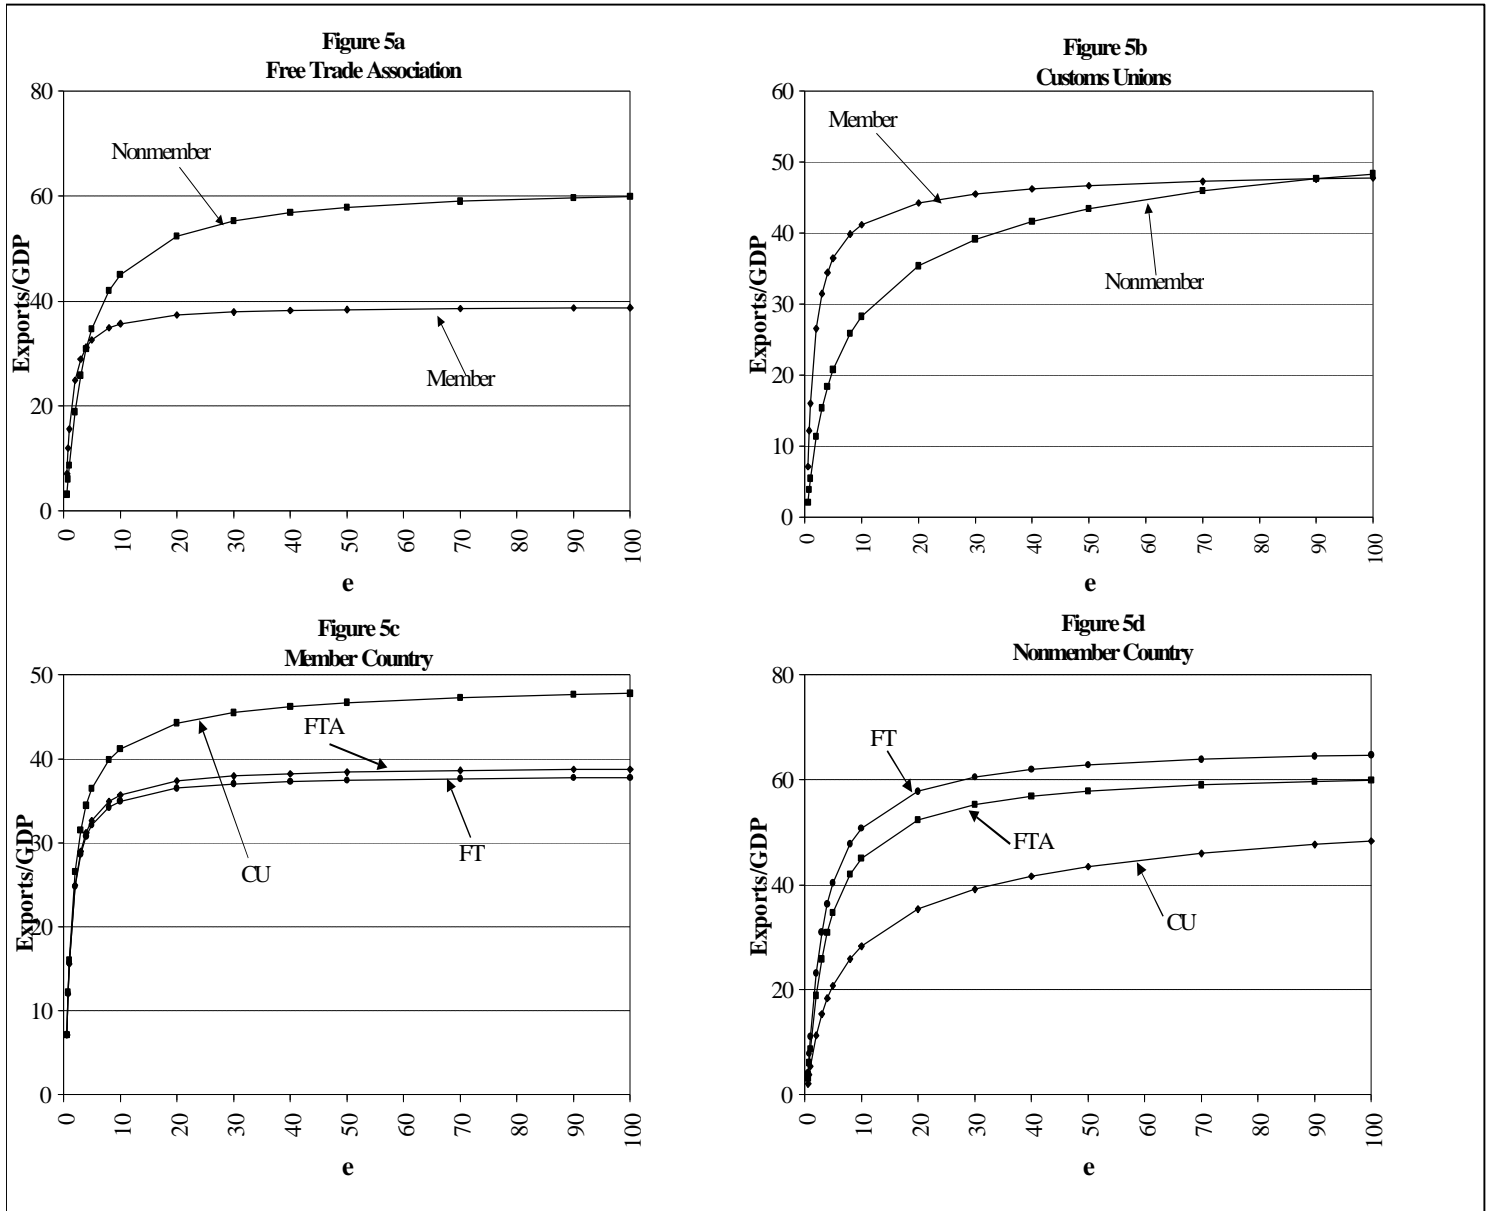 Figure 5a
Free Trade Association
80
60
40
20
0
Exports/GDP
Nonmember
Member
0 10 20 30 40 50 60 70 80 90 100
e
Figure 5b
Customs Unions
60
50
40
30
20
10
0
Exports/GDP
Member
Nonmember
0 10 20 30 40 50 60 70 80 90 100
e
Figure 5c
Member Country
50
40
30
20
10
0
Exports/GDP
FTA
FT
CU
0 10 20 30 40 50 60 70 80 90 100
e
Figure 5d
Nonmember Country
80
60
40
20
0
Exports/GDP
FT
FTA
CU
0 10 20 30 40 50 60 70 80 90 100
e